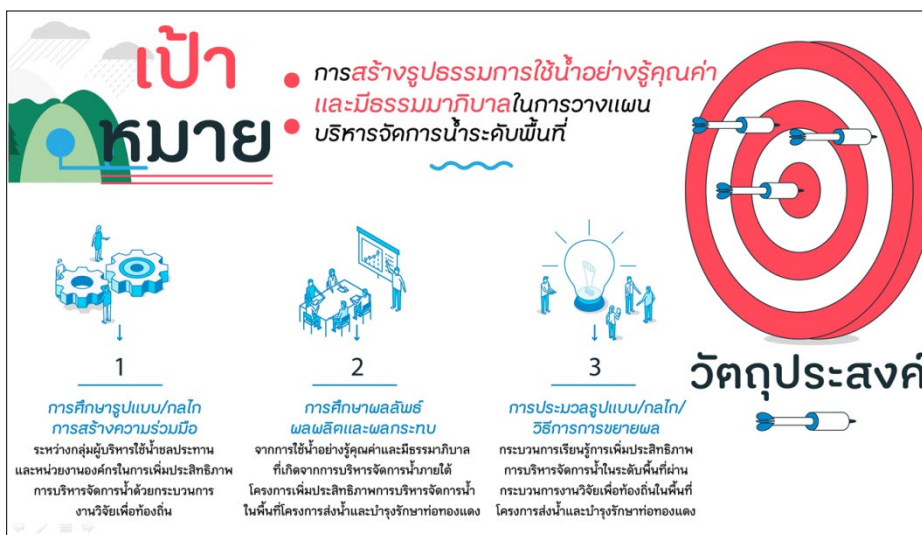 เป้า
หมาย
การสร้างรูปธรรมการใช้น้ำอย่างรู้คุณค่า
และมีธรรมมาภิบาลในการวางแผน
บริหารจัดการน้ำระดับพื้นที่
วัตถุประสงค์
1
การศึกษารูปแบบ/กลไก
การสร้างความร่วมมือ
ระหว่างกลุ่มผู้บริหารใช้น้ำชลประทาน
และหน่วยงานองค์กรในการเพิ่มประสิทธิภาพ
การบริหารจัดการน้ำด้วยกระบวนการ
งานวิจัยเพื่อท้องถิ่น
2
การศึกษาผลลัพธ์
ผลผลิตและผลกระทบ
จากการใช้น้ำอย่างรู้คุณค่าและมีธรรมาภิบาล
ที่เกิดจากการบริหารจัดการน้ำภายใต้
โครงการเพิ่มประสิทธิภาพการบริหารจัดการน้ำ
ในพื้นที่โครงการส่งน้ำและบำรุงรักษาท่อทองแดง
3
การประมวลรูปแบบ/กลไก/
วิธีการการขยายผล
กระบวนการเรียนรู้การเพิ่มประสิทธิภาพ
การบริหารจัดการน้ำในระดับพื้นที่ผ่าน
กระบวนการงานวิจัยเพื่อท้องถิ่นในพื้นที่
โครงการส่งน้ำและบำรุงรักษาท่อทองแดง